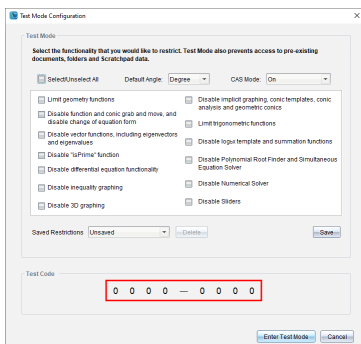 Test Mode Configuration
Test Mode
Select the functionality that you would like to restrict. Test Mode also prevents access to pre-existing
documents, folders and Scratchpad data.
Select/Unselect All Default Angle: Degree CAS Mode: On
Limit geometry functions
Disable function and conic grab and move, and
disable change of equation form
Disable vector functions, including eigenvectors
and eigenvalues
Disable "isPrime" function
Disable differential equation functionality
Disable inequality graphing
Disable 3D graphing
Disable implicit graphing, conic templates, conic
analysis and geometric conics
Limit trigonometric functions
Disable logₐx template and summation functions
Disable Polynomial Root Finder and Simultaneous
Equation Solver
Disable Numerical Solver
Disable Sliders
Saved Restrictions Unsaved Delete Save
Test Code
0 0 0 0 — 0 0 0 0
Enter Test Mode Cancel